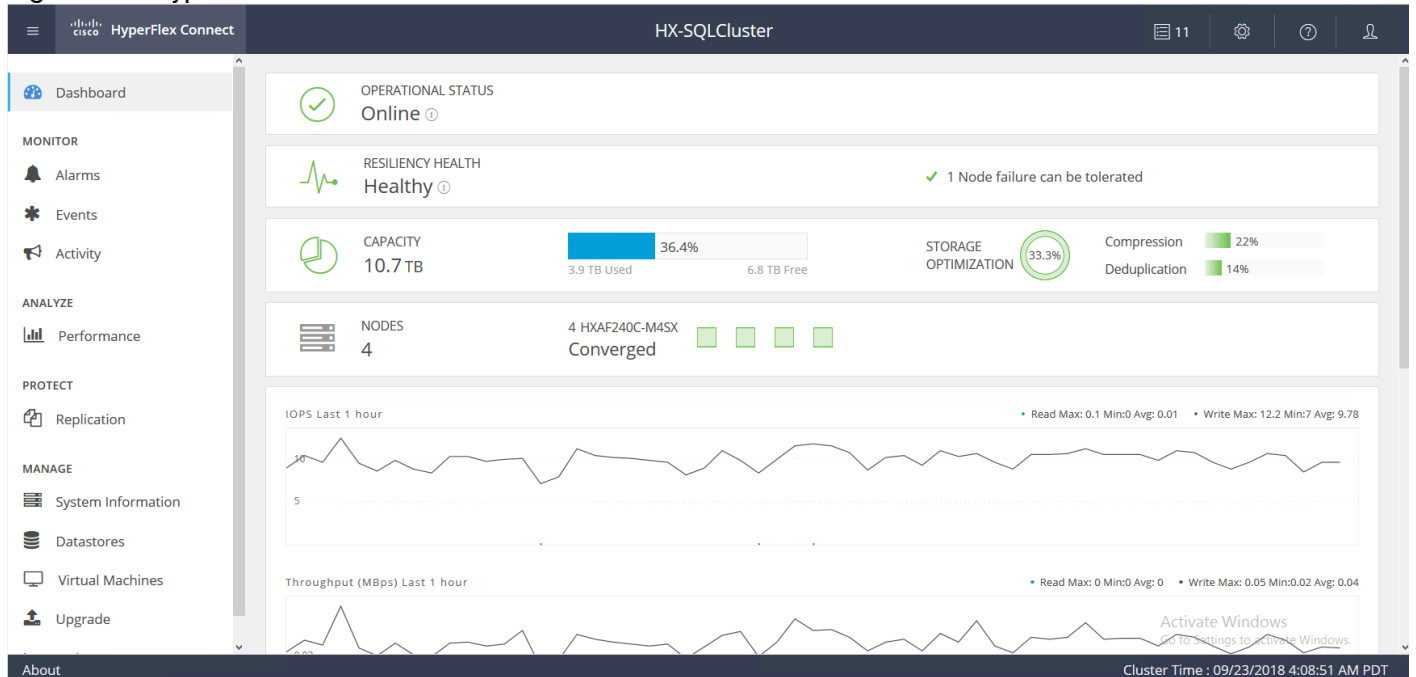 cisco HyperFlex Connect
HX-SQLCluster
11
Dashboard
MONITOR
Alarms
Events
Activity
ANALYZE
Performance
PROTECT
Replication
MANAGE
System Information
Datastores
Virtual Machines
Upgrade
OPERATIONAL STATUS
Online
RESILIENCY HEALTH
Healthy
✓ 1 Node failure can be tolerated
CAPACITY
10.7 TB
36.4%
3.9 TB Used 6.8 TB Free
STORAGE
OPTIMIZATION
33.3%
Compression 22%
Deduplication 14%
NODES
4
4 HXAF240C-M4SX
Converged
IOPS Last 1 hour
• Read Max: 0.1 Min:0 Avg: 0.01 • Write Max: 12.2 Min:7 Avg: 9.78
10
5
Throughput (MBps) Last 1 hour
• Read Max: 0 Min:0 Avg: 0 • Write Max: 0.05 Min:0.02 Avg: 0.04
Activate Windows
Go to Settings to activate Windows.
About
Cluster Time : 09/23/2018 4:08:51 AM PDT